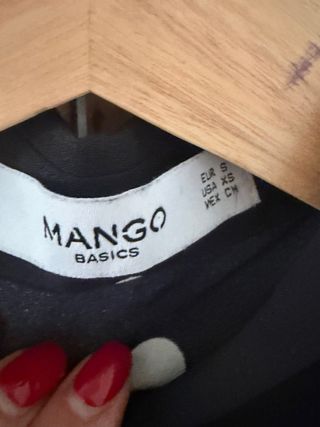 MANGO
BASICS
EUR S
USA XS
MEX CH